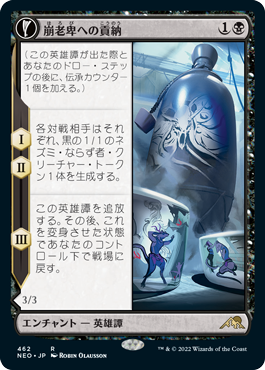 崩老卑への貢納
ほろび こうのう
1
(この英雄譚が出た際と
あなたのドロー・ステッ
プの後に、伝承カウンター
1個を加える。)
I
II
各対戦相手はそれ
ぞれ、黒の1/1の
ネズミ・ならず者・ク
リーチャー・トーク
ン1体を生成する。
III
この英雄譚を追放
する。その後、これ
を変身させた状態
であなたのコント
ロール下で戦場に
戻す。
3/3
エンチャント ― 英雄譚
462 R
NEO・JP ROBIN OLAUSSON
™ & © 2022 Wizards of the Coast